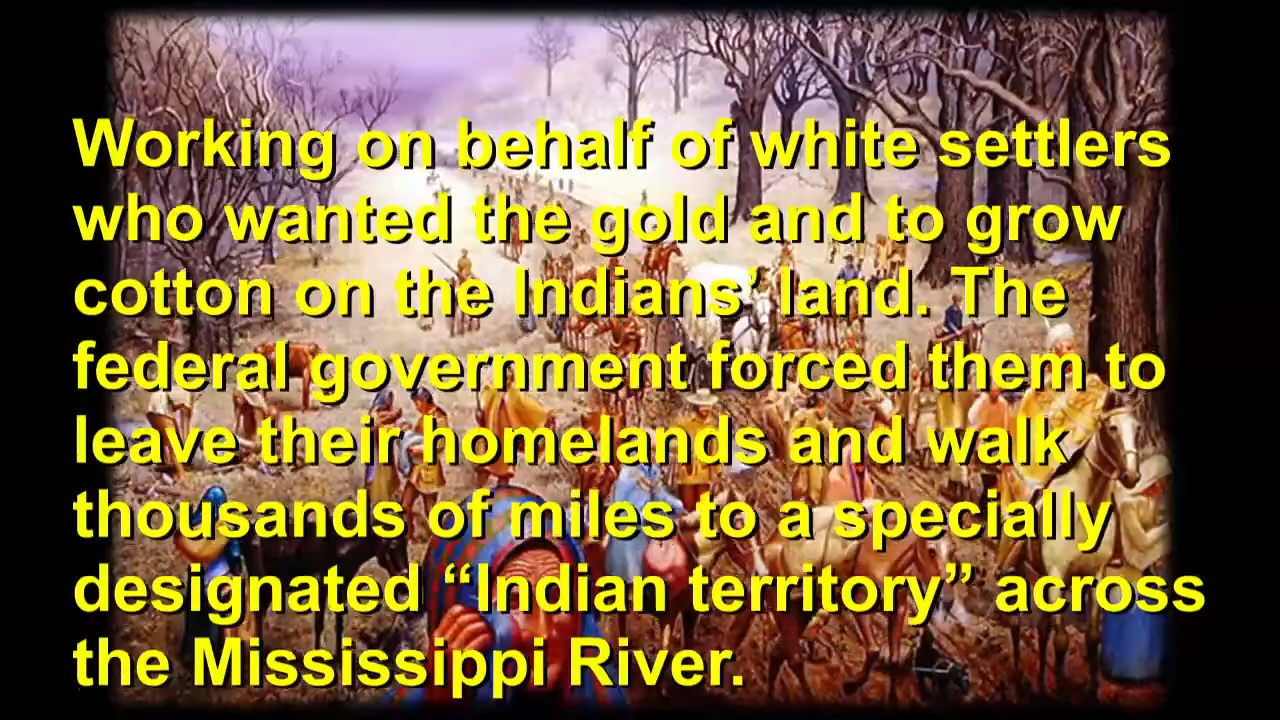 Working on behalf of white settlers
who wanted the gold and to grow
cotton on the Indians’ land. The
federal government forced them to
leave their homelands and walk
thousands of miles to a specially
designated “Indian territory” across
the Mississippi River.